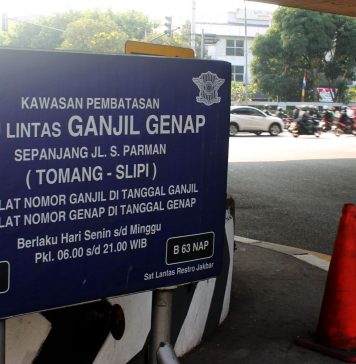 KAWASAN PEMBATASAN
LINTAS GANJIL GENAP
SEPANJANG JL. S. PARMAN
( TOMANG - SLIPI )
LAT NOMOR GANJIL DI TANGGAL GANJIL
LAT NOMOR GENAP DI TANGGAL GENAP
Berlaku Hari Senin s/d Minggu
Pkl. 06.00 s/d 21.00 WIB
B 63 NAP
Sat Lantas Restro Jakbar